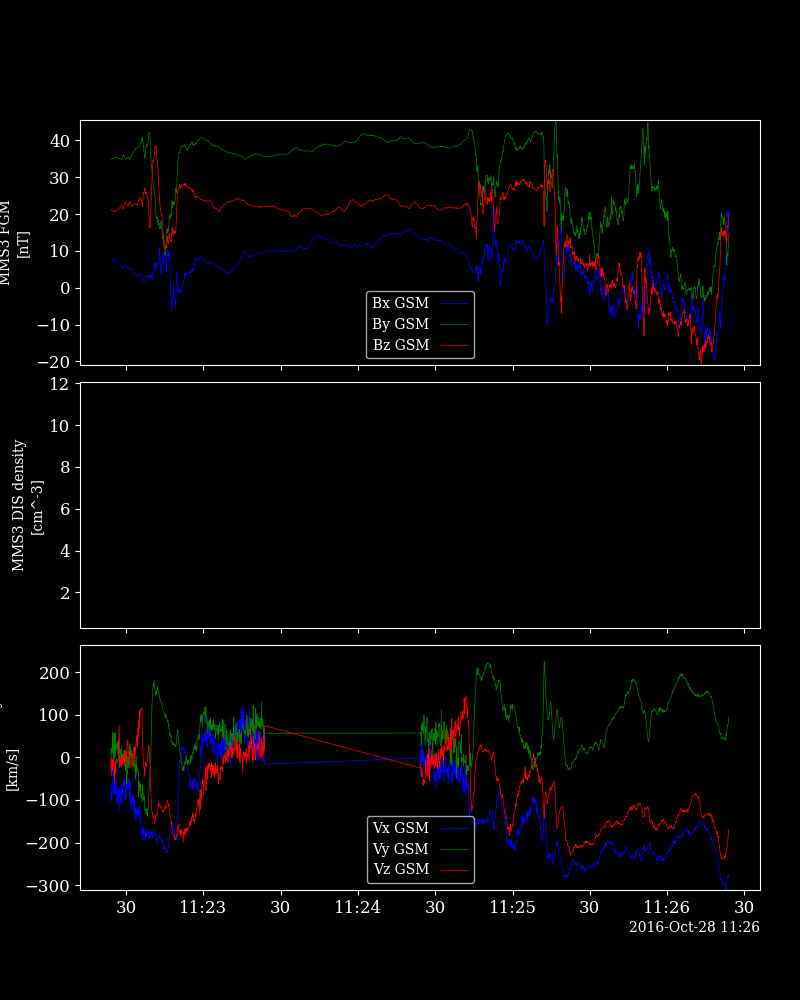 40
30
20
10
0
−10
−20
MMS3 FGM
[nT]
Bx GSM
By GSM
Bz GSM
12
10
8
6
4
2
MMS3 DIS density
[cm^-3]
200
100
0
−100
−200
−300
[km/s]
Vx GSM
Vy GSM
Vz GSM
30 11:23 30 11:24 30 11:25 30 11:26 30
2016-Oct-28 11:26